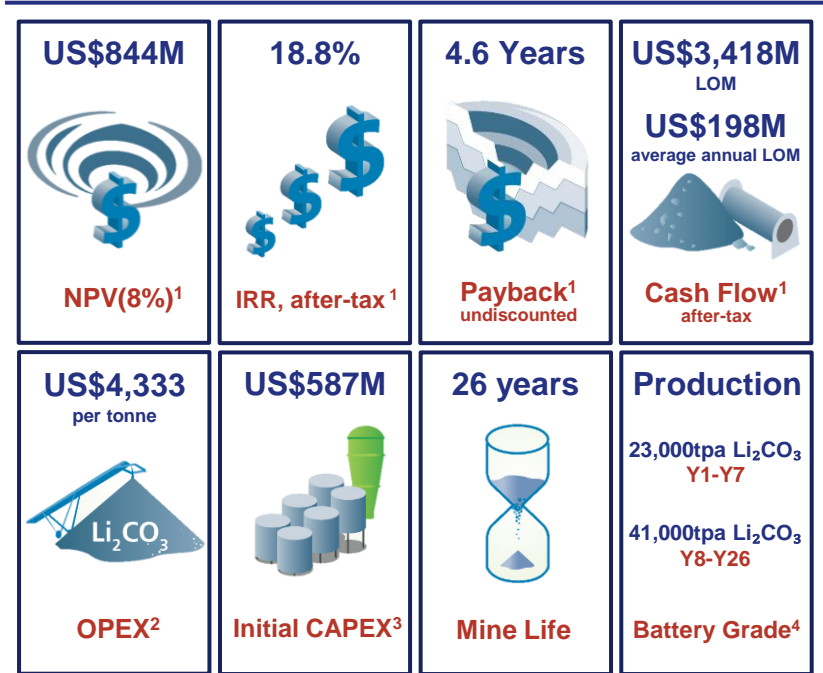 US$844M
NPV(8%)¹
18.8%
IRR, after-tax ¹
4.6 Years
Payback¹
undiscounted
US$3,418M
LOM
US$198M
average annual LOM
Cash Flow¹
after-tax
US$4,333
per tonne
Li₂CO₃
OPEX²
US$587M
Initial CAPEX³
26 years
Mine Life
Production
23,000tpa Li₂CO₃
Y1-Y7
41,000tpa Li₂CO₃
Y8-Y26
Battery Grade⁴